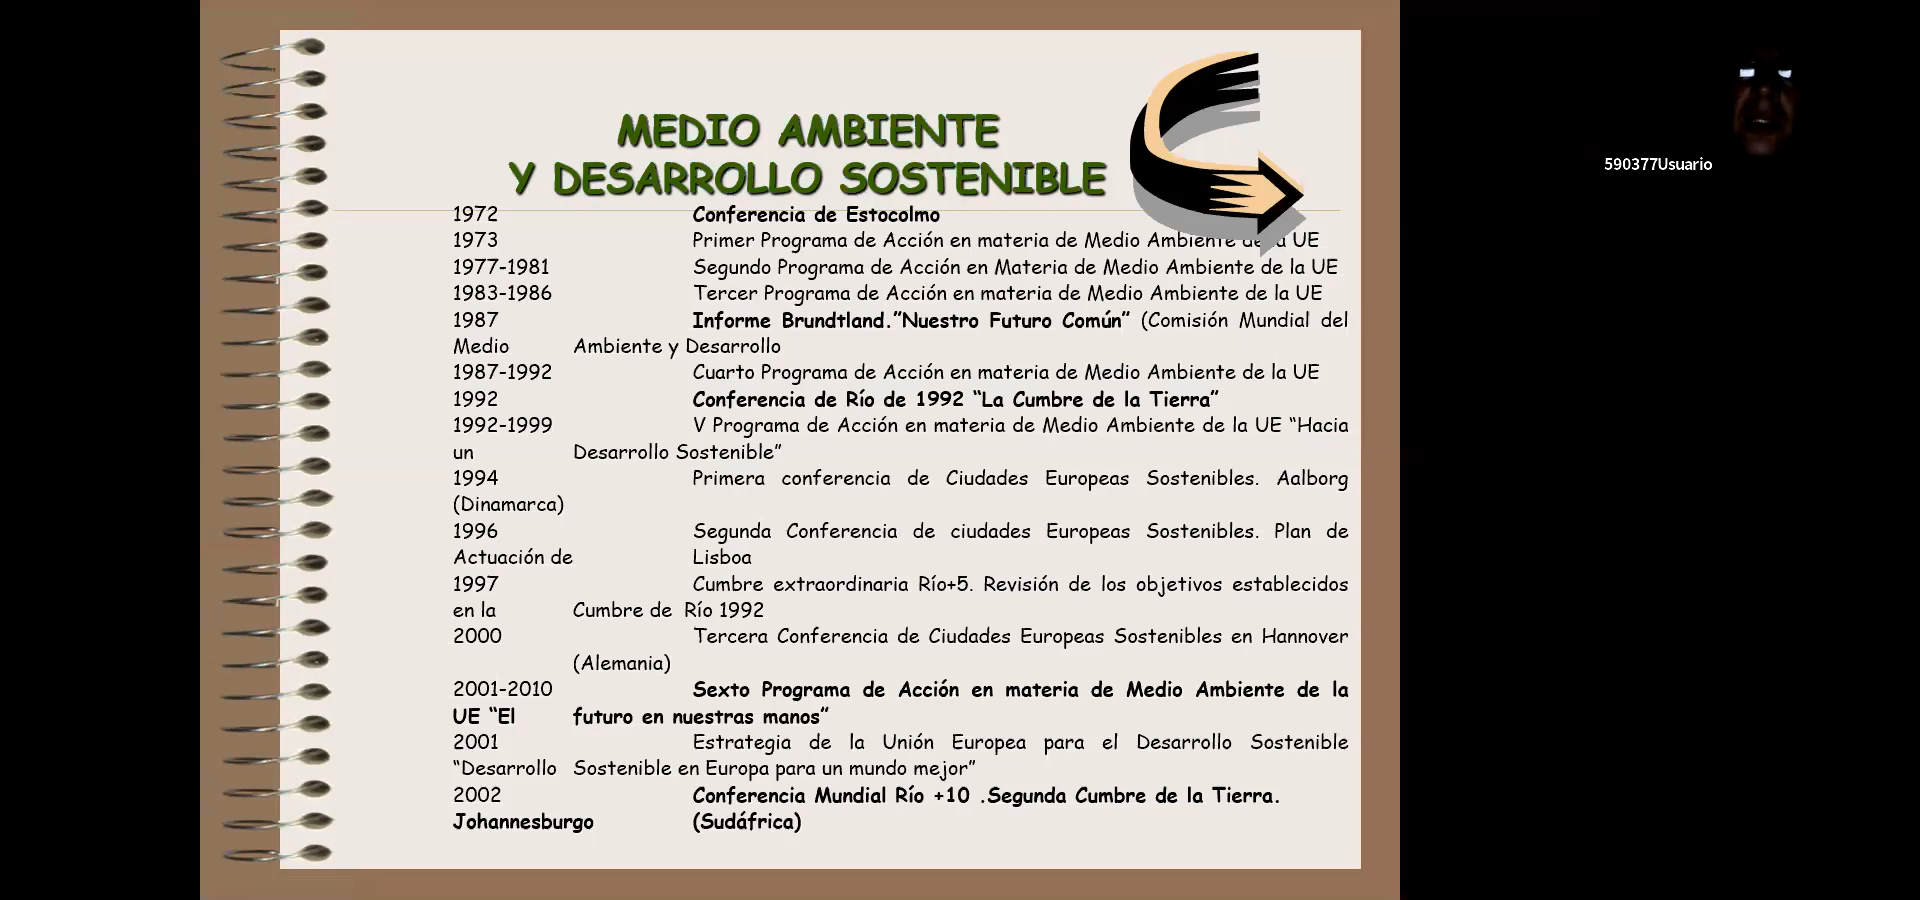 MEDIO AMBIENTE
Y DESARROLLO SOSTENIBLE
1972 Conferencia de Estocolmo
1973 Primer Programa de Acción en materia de Medio Ambiente de la UE
1977-1981 Segundo Programa de Acción en Materia de Medio Ambiente de la UE
1983-1986 Tercer Programa de Acción en materia de Medio Ambiente de la UE
1987 Informe Brundtland.”Nuestro Futuro Común” (Comisión Mundial del
Medio Ambiente y Desarrollo
1987-1992 Cuarto Programa de Acción en materia de Medio Ambiente de la UE
1992 Conferencia de Río de 1992 “La Cumbre de la Tierra”
1992-1999 V Programa de Acción en materia de Medio Ambiente de la UE “Hacia
un Desarrollo Sostenible”
1994 Primera conferencia de Ciudades Europeas Sostenibles. Aalborg
(Dinamarca)
1996 Segunda Conferencia de ciudades Europeas Sostenibles. Plan de
Actuación de Lisboa
1997 Cumbre extraordinaria Río+5. Revisión de los objetivos establecidos
en la Cumbre de Río 1992
2000 Tercera Conferencia de Ciudades Europeas Sostenibles en Hannover
(Alemania)
2001-2010 Sexto Programa de Acción en materia de Medio Ambiente de la
UE “El futuro en nuestras manos”
2001 Estrategia de la Unión Europea para el Desarrollo Sostenible
“Desarrollo Sostenible en Europa para un mundo mejor”
2002 Conferencia Mundial Río +10 .Segunda Cumbre de la Tierra.
Johannesburgo (Sudáfrica)
590377Usuario